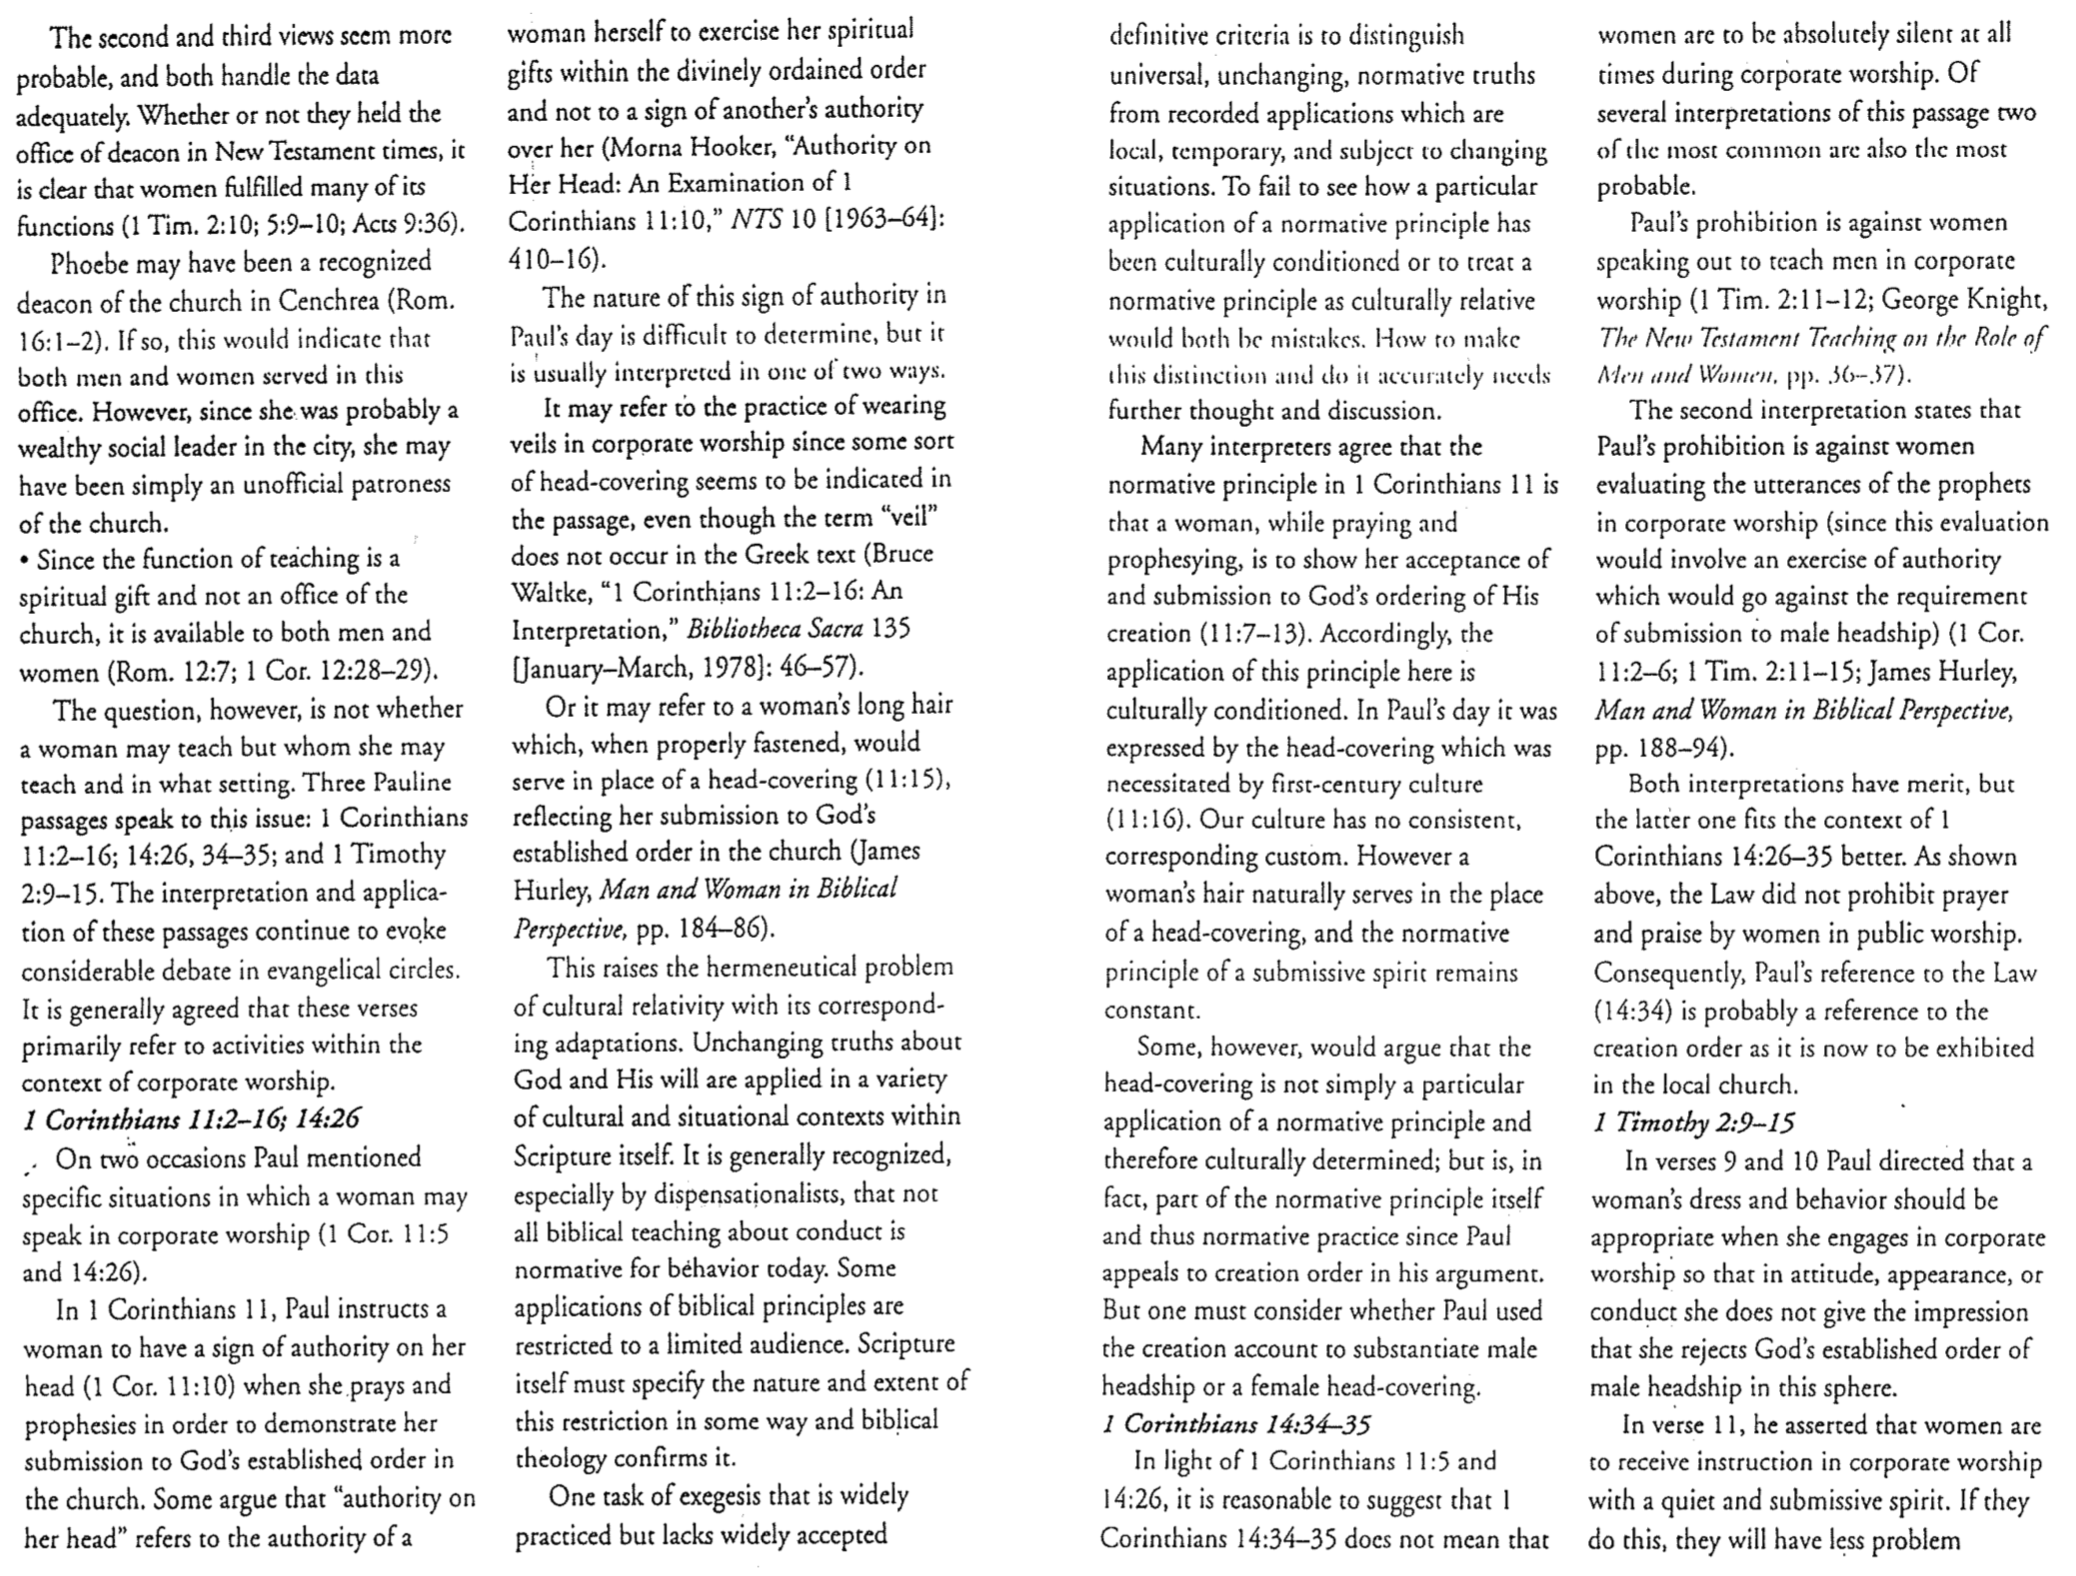 The second and third views seem more
probable, and both handle the data
adequately. Whether or not they held the
office of deacon in New Testament times, it
is clear that women fulfilled many of its
functions (1 Tim. 2:10; 5:9–10; Acts 9:36).
Phoebe may have been a recognized
deacon of the church in Cenchrea (Rom.
16:1–2). If so, this would indicate that
both men and women served in this
office. However, since she was probably a
wealthy social leader in the city, she may
have been simply an unofficial patroness
of the church.
• Since the function of teaching is a
spiritual gift and not an office of the
church, it is available to both men and
women (Rom. 12:7; 1 Cor. 12:28–29).
The question, however, is not whether
a woman may teach but whom she may
teach and in what setting. Three Pauline
passages speak to this issue: 1 Corinthians
11:2–16; 14:26, 34–35; and 1 Timothy
2:9–15. The interpretation and applica-
tion of these passages continue to evoke
considerable debate in evangelical circles.
It is generally agreed that these verses
primarily refer to activities within the
context of corporate worship.
1 Corinthians 11:2–16; 14:26
On two occasions Paul mentioned
specific situations in which a woman may
speak in corporate worship (1 Cor. 11:5
and 14:26).
In 1 Corinthians 11, Paul instructs a
woman to have a sign of authority on her
head (1 Cor. 11:10) when she prays and
prophesies in order to demonstrate her
submission to God's established order in
the church. Some argue that "authority on
her head" refers to the authority of a
woman herself to exercise her spiritual
gifts within the divinely ordained order
and not to a sign of another's authority
over her (Morna Hooker, "Authority on
Her Head: An Examination of 1
Corinthians 11:10," NTS 10 [1963–64]:
410–16).
The nature of this sign of authority in
Paul's day is difficult to determine, but it
is usually interpreted in one of two ways.
It may refer to the practice of wearing
veils in corporate worship since some sort
of head-covering seems to be indicated in
the passage, even though the term "veil"
does not occur in the Greek text (Bruce
Waltke, "1 Corinthians 11:2–16: An
Interpretation," Bibliotheca Sacra 135
[January–March, 1978]: 46–57).
Or it may refer to a woman's long hair
which, when properly fastened, would
serve in place of a head-covering (11:15),
reflecting her submission to God's
established order in the church (James
Hurley, Man and Woman in Biblical
Perspective, pp. 184–86).
This raises the hermeneutical problem
of cultural relativity with its correspond-
ing adaptations. Unchanging truths about
God and His will are applied in a variety
of cultural and situational contexts within
Scripture itself. It is generally recognized,
especially by dispensationalists, that not
all biblical teaching about conduct is
normative for behavior today. Some
applications of biblical principles are
restricted to a limited audience. Scripture
itself must specify the nature and extent of
this restriction in some way and biblical
theology confirms it.
One task of exegesis that is widely
practiced but lacks widely accepted
definitive criteria is to distinguish
universal, unchanging, normative truths
from recorded applications which are
local, temporary, and subject to changing
situations. To fail to see how a particular
application of a normative principle has
been culturally conditioned or to treat a
normative principle as culturally relative
would both be mistakes. How to make
this distinction and do it accurately needs
further thought and discussion.
Many interpreters agree that the
normative principle in 1 Corinthians 11 is
that a woman, while praying and
prophesying, is to show her acceptance of
and submission to God's ordering of His
creation (11:7–13). Accordingly, the
application of this principle here is
culturally conditioned. In Paul's day it was
expressed by the head-covering which was
necessitated by first-century culture
(11:16). Our culture has no consistent,
corresponding custom. However a
woman's hair naturally serves in the place
of a head-covering, and the normative
principle of a submissive spirit remains
constant.
Some, however, would argue that the
head-covering is not simply a particular
application of a normative principle and
therefore culturally determined; but is, in
fact, part of the normative principle itself
and thus normative practice since Paul
appeals to creation order in his argument.
But one must consider whether Paul used
the creation account to substantiate male
headship or a female head-covering.
1 Corinthians 14:34–35
In light of 1 Corinthians 11:5 and
14:26, it is reasonable to suggest that 1
Corinthians 14:34–35 does not mean that
women are to be absolutely silent at all
times during corporate worship. Of
several interpretations of this passage two
of the most common are also the most
probable.
Paul's prohibition is against women
speaking out to teach men in corporate
worship (1 Tim. 2:11–12; George Knight,
The New Testament Teaching on the Role of
Men and Women, pp. 36–37).
The second interpretation states that
Paul's prohibition is against women
evaluating the utterances of the prophets
in corporate worship (since this evaluation
would involve an exercise of authority
which would go against the requirement
of submission to male headship) (1 Cor.
11:2–6; 1 Tim. 2:11–15; James Hurley,
Man and Woman in Biblical Perspective,
pp. 188–94).
Both interpretations have merit, but
the latter one fits the context of 1
Corinthians 14:26–35 better. As shown
above, the Law did not prohibit prayer
and praise by women in public worship.
Consequently, Paul's reference to the Law
(14:34) is probably a reference to the
creation order as it is now to be exhibited
in the local church.
1 Timothy 2:9–15
In verses 9 and 10 Paul directed that a
woman's dress and behavior should be
appropriate when she engages in corporate
worship so that in attitude, appearance, or
conduct she does not give the impression
that she rejects God's established order of
male headship in this sphere.
In verse 11, he asserted that women are
to receive instruction in corporate worship
with a quiet and submissive spirit. If they
do this, they will have less problem